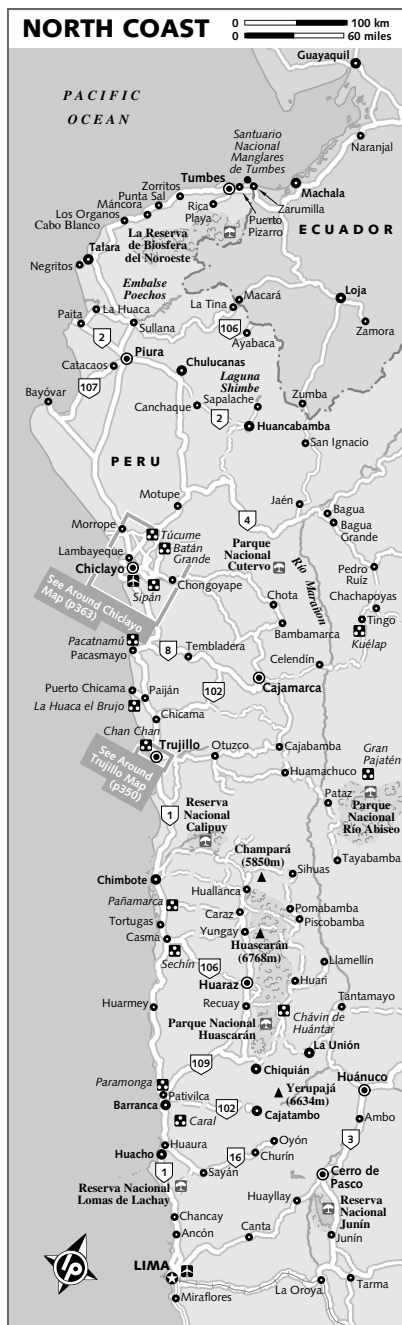 NORTH COAST
0 100 km
0 60 miles
Guayaquil
PACIFIC
OCEAN
Naranjal
Santuario
Nacional
Manglares
de Tumbes
Tumbes
Machala
Zorritos
Punta Sal
Máncora
Los Organos
Cabo Blanco
Rica
Playa
Zarumilla
Puerto
Pizarro
ECUADOR
La Reserva
de Biosfera
del Noroeste
Talara
Negritos
Embalse
Poechos
Macará
La Tina
Loja
Zamora
La Huaca
Paita
Sullana
2
106
Ayabaca
Piura
Catacaos
Chulucanas
107
Bayóvar
Laguna
Shimbe
Sapalache
Canchaque
2
Zumba
Huancabamba
San Ignacio
PERU
Motupe
Jaén
4
Bagua
Bagua
Grande
Morrope
Túcume
Batán
Grande
Lambayeque
Chiclayo
Sipán
Chongoyape
See Around Chiclayo
Map (p363)
Parque
Nacional
Cutervo
Río Marañon
Pedro
Ruíz
Chachapoyas
Chota
Tingo
Bambamarca
Kuélap
Pacatnamú
Pacasmayo
8
Tembladera
Celendín
Puerto Chicama
Paiján
102
Cajamarca
La Huaca el Brujo
Chicama
Chan Chan
Trujillo
Otuzco
Cajabamba
See Around
Trujillo Map
(p350)
Huamachuco
Gran
Pajatén
Pataz
1
Reserva
Nacional
Calipuy
Parque
Nacional
Río Abiseo
Champará
(5850m)
Sihuas
Tayabamba
Chimbote
Huallanca
Pañamarca
Caraz
Pomabamba
Piscobamba
Tortugas
Casma
Yungay
Huascarán
(6768m)
Sechín
106
Llamellín
Huaraz
Huari
Huarmey
Recuay
Tantamayo
Parque Nacional
Huascarán
Chávin de
Huántar
La Unión
109
Chiquián
Huánuco
Paramonga
Pativilca
Yerupajá
(6634m)
Barranca
102
Cajatambo
Ambo
Caral
3
Huaura
Oyón
Huacho
16
Churín
1
Sayán
Cerro de
Pasco
Reserva Nacional
Lomas de Lachay
Huayllay
Reserva
Nacional
Junín
Chancay
Canta
Junín
Ancón
LIMA
Miraflores
La Oroya
Tarma